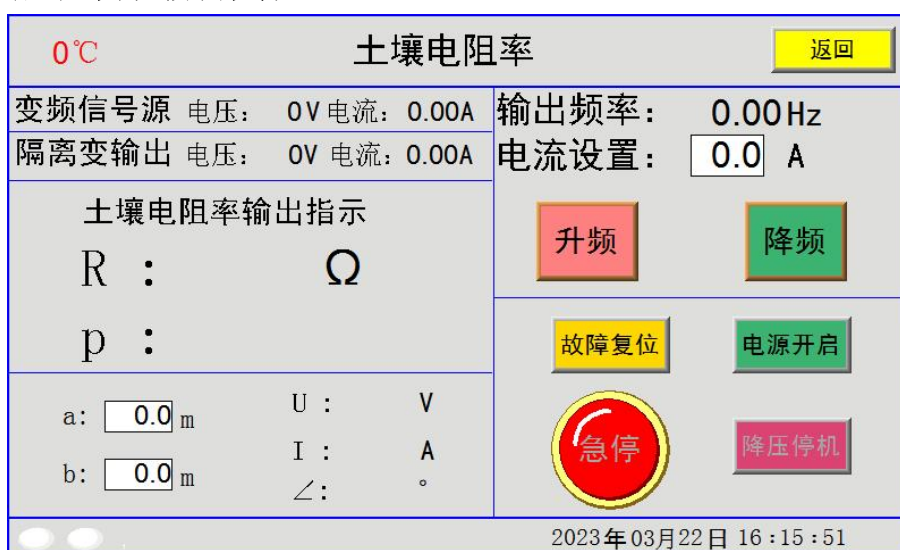 0℃ 土壤电阻率 返回
变频信号源 电压： 0V 电流：0.00A
隔离变输出 电压： 0V 电流：0.00A
输出频率： 0.00Hz
电流设置： 0.0 A
土壤电阻率输出指示
R ： Ω
p ：
升频 降频
a: 0.0 m
b: 0.0 m
U ： V
I ： A
∠： °
故障复位 电源开启
急停 降压停机
2023年03月22日 16:15:51